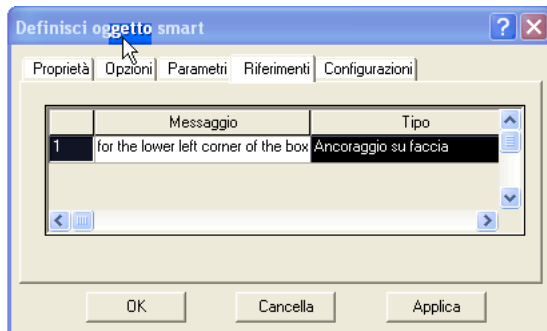 Definisci oggetto smart
Proprietà Opzioni Parametri Riferimenti Configurazioni
Messaggio Tipo
1 for the lower left corner of the box Ancoraggio su faccia
OK Cancella Applica